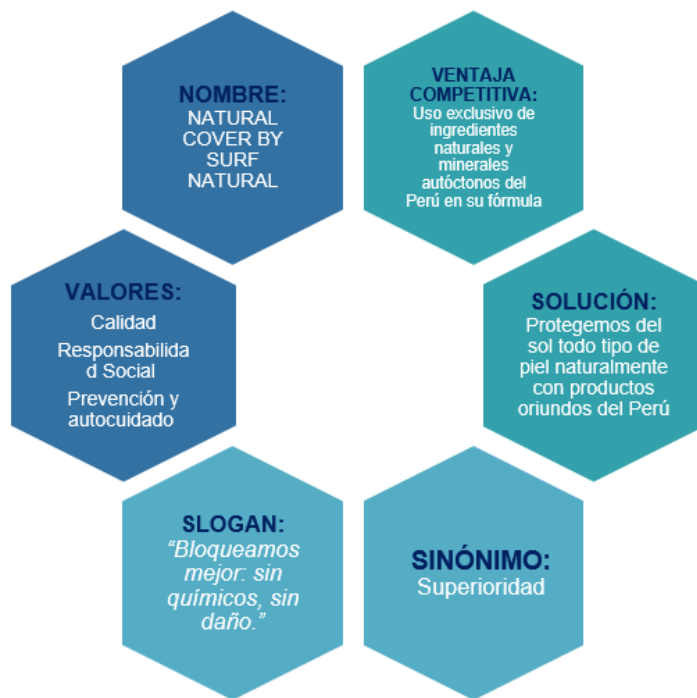 NOMBRE:
NATURAL
COVER BY
SURF
NATURAL
VENTAJA
COMPETITIVA:
Uso exclusivo de
ingredientes
naturales y
minerales
autóctonos del
Perú en su fórmula
VALORES:
Calidad
Responsabilida
d Social
Prevención y
autocuidado
SOLUCIÓN:
Protegemos del
sol todo tipo de
piel naturalmente
con productos
oriundos del Perú
SLOGAN:
“Bloqueamos
mejor: sin
químicos, sin
daño.”
SINÓNIMO:
Superioridad